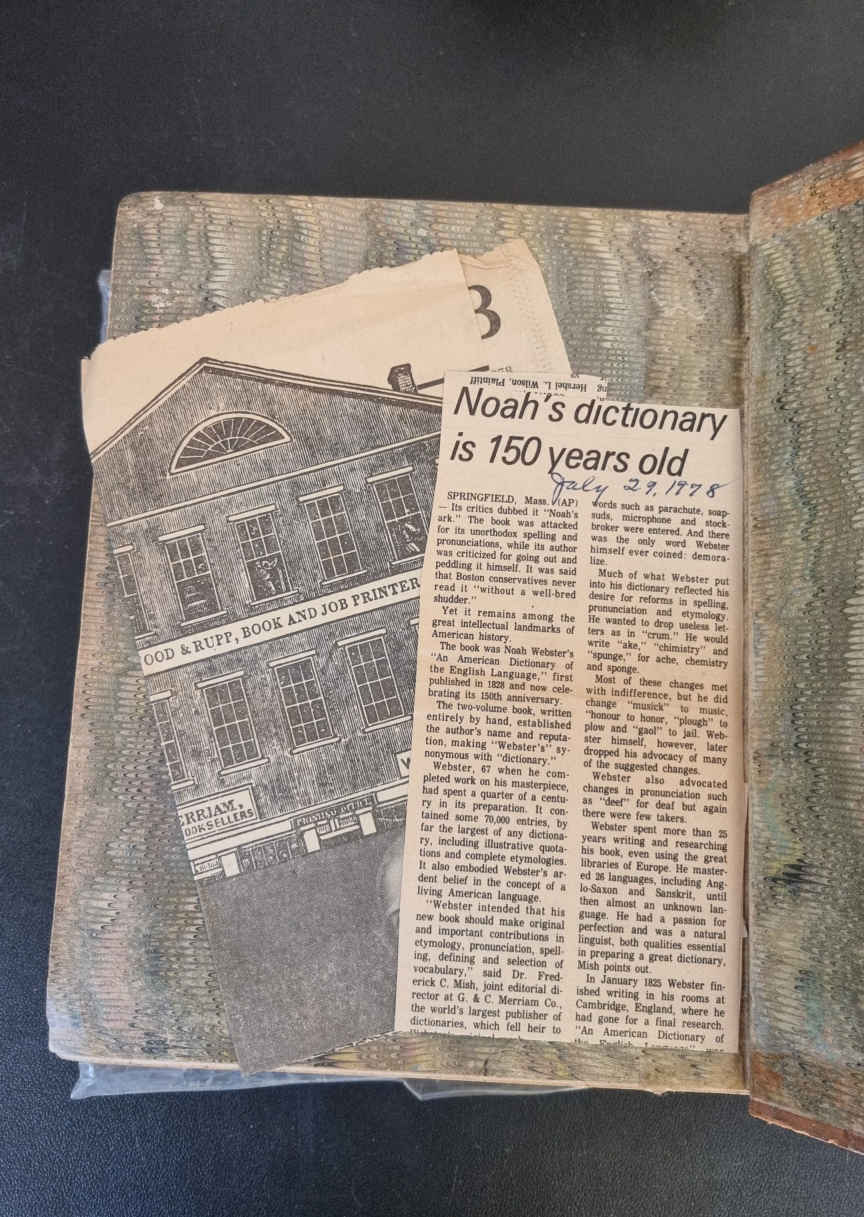 B
Noah's dictionary
is 150 years old
July 29, 1978
SPRINGFIELD, Mass. (AP)
— Its critics dubbed it "Noah's
ark." The book was attacked
for its unorthodox spelling and
pronunciations, while its author
was criticized for going out and
peddling it himself. It was said
that Boston conservatives never
read it "without a well-bred
shudder."
Yet it remains among the
great intellectual landmarks of
American history.
The book was Noah Webster's
"An American Dictionary of
the English Language," first
published in 1828 and now cele-
brating its 150th anniversary.
The two-volume book, written
entirely by hand, established
the author's name and reputa-
tion, making "Webster's" sy-
nonymous with "dictionary."
Webster, 67 when he com-
pleted work on his masterpiece,
had spent a quarter of a centu-
ry in its preparation. It con-
tained some 70,000 entries, by
far the largest of any dictiona-
ry, including illustrative quota-
tions and complete etymologies.
It also embodied Webster's ar-
dent belief in the concept of a
living American language.
"Webster intended that his
new book should make original
and important contributions in
etymology, pronunciation, spell-
ing, defining and selection of
vocabulary," said Dr. Fred-
erick C. Mish, joint editorial di-
rector at G. & C. Merriam Co.,
the world's largest publisher of
dictionaries, which fell heir to
words such as parachute, soap-
suds, microphone and stock-
broker were entered. And there
was the only word Webster
himself ever coined: demora-
lize.
Much of what Webster put
into his dictionary reflected his
desire for reforms in spelling,
pronunciation and etymology.
He wanted to drop useless let-
ters as in "crum." He would
write "ake," "chimistry" and
"spunge," for ache, chemistry
and sponge.
Most of these changes met
with indifference, but he did
change "musick" to music,
"honour to honor, "plough" to
plow and "gaol" to jail. Web-
ster himself, however, later
dropped his advocacy of many
of the suggested changes.
Webster also advocated
changes in pronunciation such
as "deef" for deaf but again
there were few takers.
Webster spent more than 25
years writing and researching
his book, even using the great
libraries of Europe. He master-
ed 26 languages, including Ang-
lo-Saxon and Sanskrit, until
then almost an unknown lan-
guage. He had a passion for
perfection and was a natural
linguist, both qualities essential
in preparing a great dictionary,
Mish points out.
In January 1825 Webster fin-
ished writing in his rooms at
Cambridge, England, where he
had gone for a final research.
"An American Dictionary of
the English Language" was
Hershel L. Wilson, Plaintiff
OOD & RUPP, BOOK AND JOB PRINTER
ERRIAM,
OOKSELLERS
PRINTING OFFICE
W